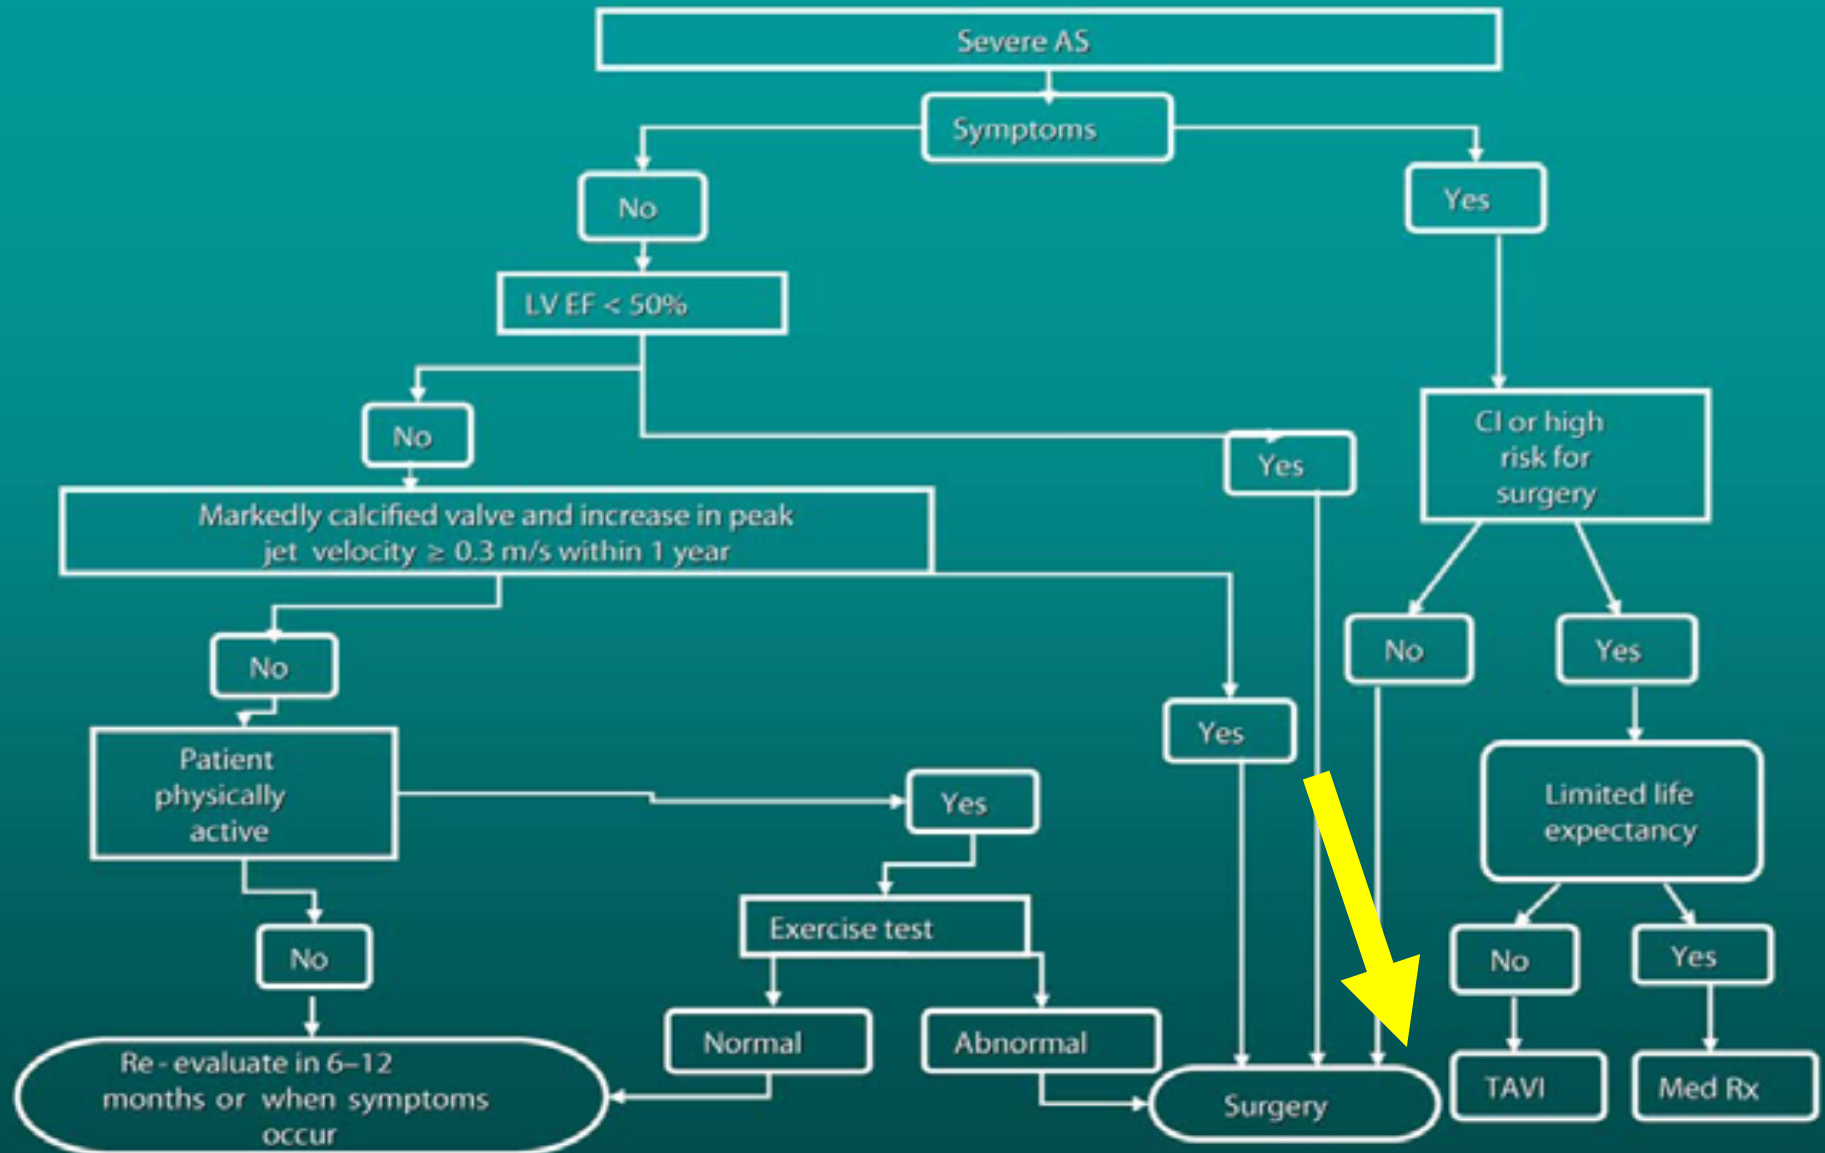 Severe AS
Symptoms
No
Yes
LV EF < 50%
No
Yes
CI or high
risk for
surgery
Markedly calcified valve and increase in peak
jet velocity ≥ 0.3 m/s within 1 year
No
Yes
No
Yes
Patient
physically
active
Yes
Limited life
expectancy
No
Exercise test
No
Yes
Normal
Abnormal
Re - evaluate in 6–12
months or when symptoms
occur
Surgery
TAVI
Med Rx